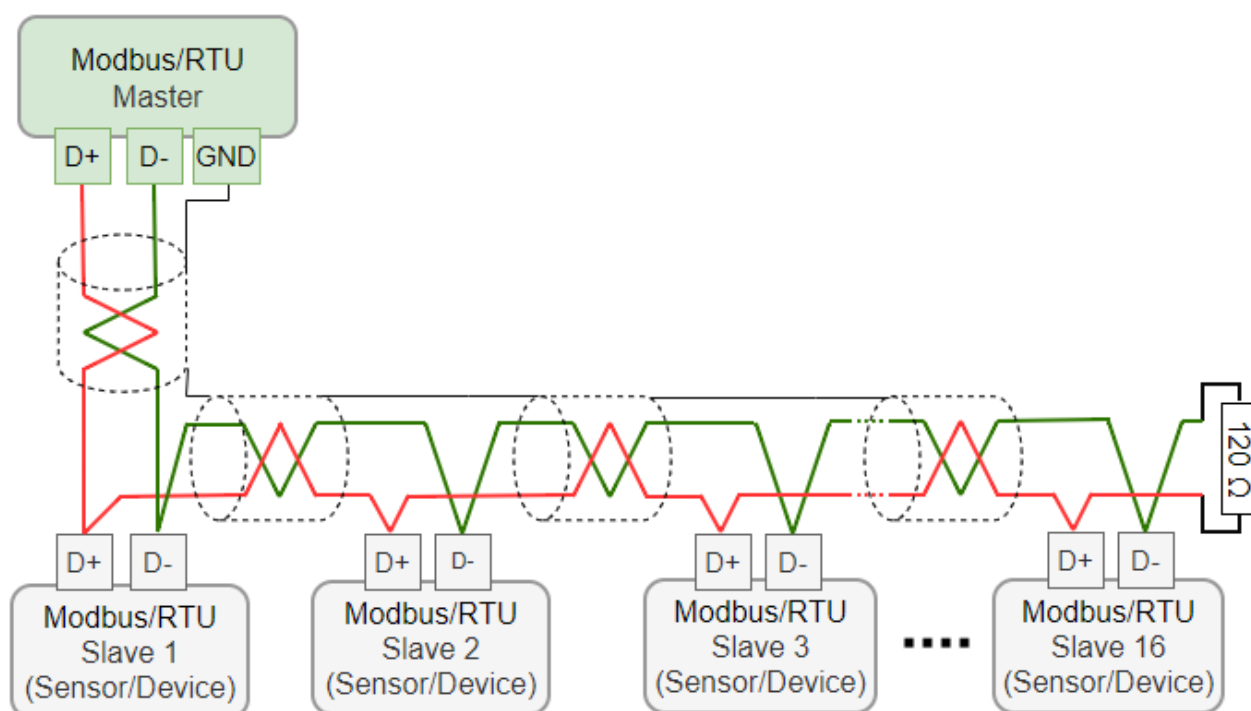 Modbus/RTU
Master
D+
D-
GND
120 Ω
D+
D-
D+
D-
D+
D-
D+
D-
Modbus/RTU
Slave 1
(Sensor/Device)
Modbus/RTU
Slave 2
(Sensor/Device)
Modbus/RTU
Slave 3
(Sensor/Device)
Modbus/RTU
Slave 16
(Sensor/Device)